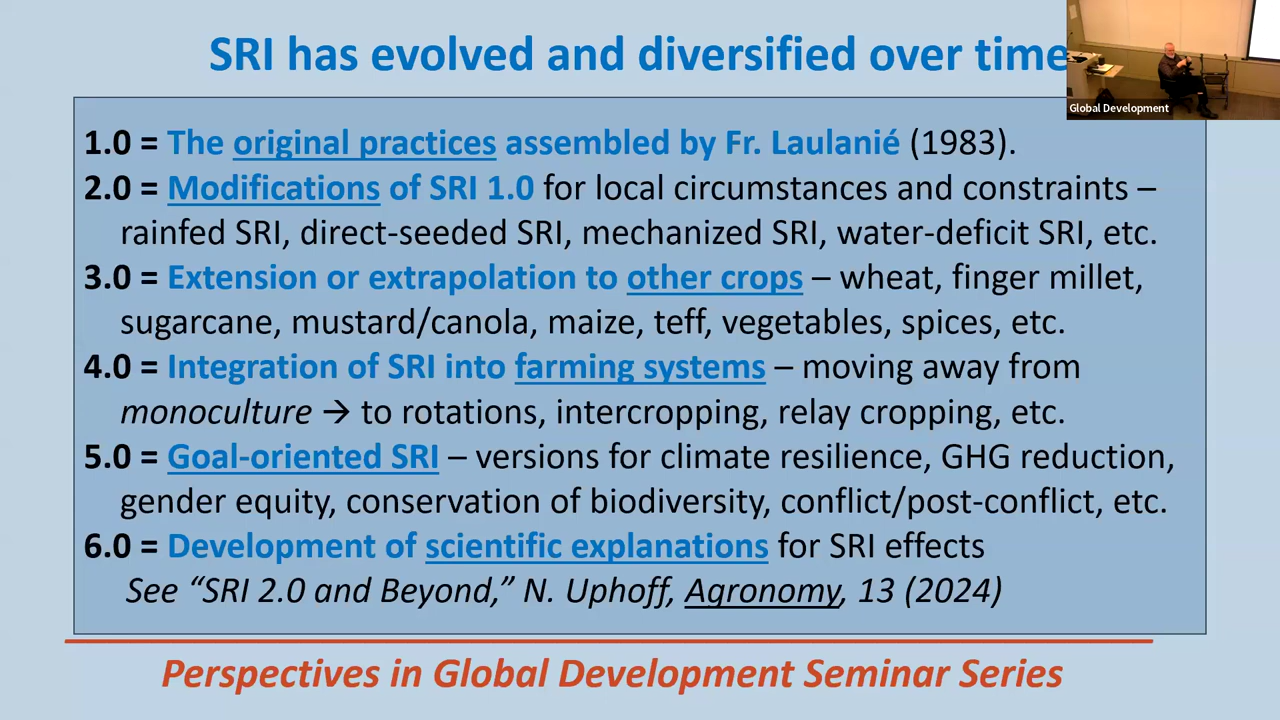 SRI has evolved and diversified over time
Global Development
1.0 = The original practices assembled by Fr. Laulanié (1983).
2.0 = Modifications of SRI 1.0 for local circumstances and constraints –
rainfed SRI, direct-seeded SRI, mechanized SRI, water-deficit SRI, etc.
3.0 = Extension or extrapolation to other crops – wheat, finger millet,
sugarcane, mustard/canola, maize, teff, vegetables, spices, etc.
4.0 = Integration of SRI into farming systems – moving away from
monoculture → to rotations, intercropping, relay cropping, etc.
5.0 = Goal-oriented SRI – versions for climate resilience, GHG reduction,
gender equity, conservation of biodiversity, conflict/post-conflict, etc.
6.0 = Development of scientific explanations for SRI effects
See “SRI 2.0 and Beyond,” N. Uphoff, Agronomy, 13 (2024)
Perspectives in Global Development Seminar Series